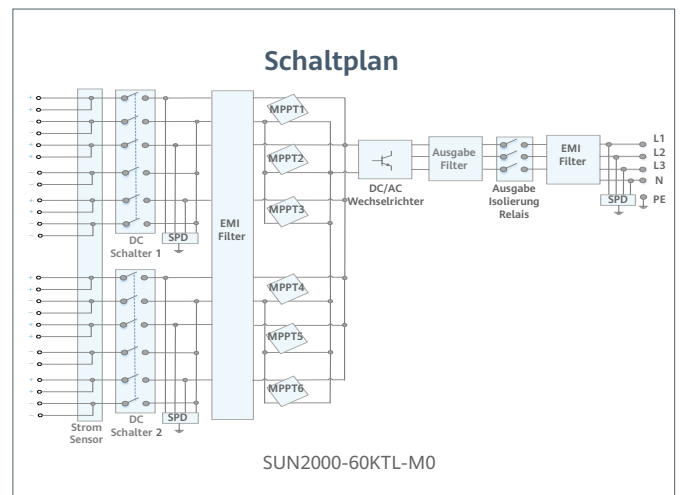 Schaltplan
MPPT1
MPPT2
MPPT3
MPPT4
MPPT5
MPPT6
EMI
Filter
DC
Schalter 1
SPD
DC
Schalter 2
SPD
Strom
Sensor
DC/AC
Wechselrichter
Ausgabe
Filter
Ausgabe
Isolierung
Relais
EMI
Filter
SPD
L1
L2
L3
N
PE
SUN2000-60KTL-M0